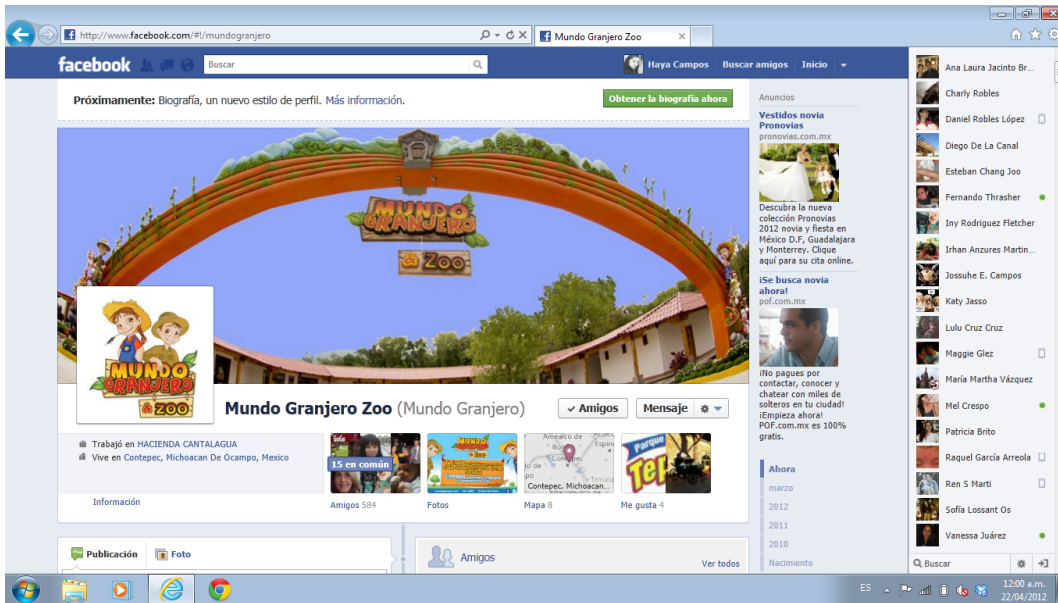 http://www.facebook.com/#!/mundogranjero
Mundo Granjero Zoo
facebook
Buscar
Haya Campos
Buscar amigos
Inicio
Próximamente: Biografía, un nuevo estilo de perfil. Más información.
Obtener la biografía ahora
MUNDO
GRANJERO
& ZOO
MUNDO
GRANJERO
& ZOO
Mundo Granjero Zoo (Mundo Granjero)
Amigos
Mensaje
Trabajó en HACIENDA CANTALAGUA
Vive en Contepec, Michoacan De Ocampo, Mexico
Información
15 en común
Amigos 584
Fotos
Contepec, Michoacan...
Mapa 8
Parque
Me gusta 4
Publicación
Foto
Amigos
Ver todos
Anuncios
Vestidos novia
Pronovias
pronovias.com.mx
Descubra la nueva
colección Pronovias
2012 novia y fiesta en
México D.F, Guadalajara
y Monterrey. Clique
aquí para su cita online.
¡Se busca novia
ahora!
pof.com.mx
¡No pagues por
contactar, conocer y
chatear con miles de
solteros en tu ciudad!
¡Empieza ahora!
POF.com.mx es 100%
gratis.
Ahora
marzo
2012
2011
2010
Nacimiento
Ana Laura Jacinto Br...
Charly Robles
Daniel Robles López
Diego De La Canal
Esteban Chang Joo
Fernando Thrasher
Iny Rodriguez Fletcher
Irhan Anzures Martin...
Jossuhe E. Campos
Katy Jasso
Lulu Cruz Cruz
Maggie Glez
María Martha Vázquez
Mel Crespo
Patricia Brito
Raquel García Arreola
Ren S Marti
Sofía Lossant Os
Vanessa Juárez
Buscar
ES
12:00 a.m.
22/04/2012